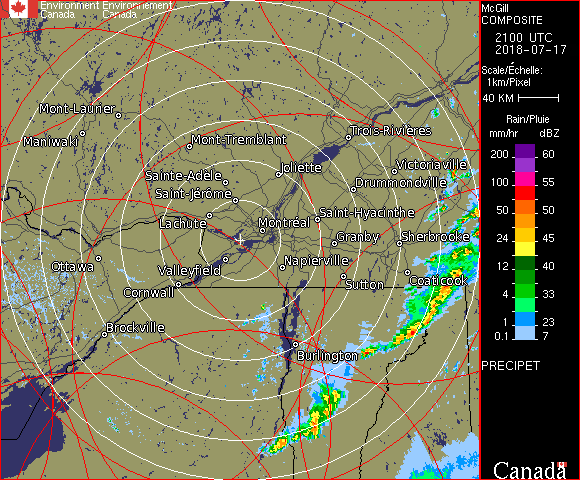 Environment Environnement
Canada Canada
McGill
COMPOSITE
2100 UTC
2018-07-17
Scale/Échelle:
1km/Pixel
40 KM
Rain/Pluie
mm/hr dBZ
200 60
100 55
50 50
24 45
12 40
4 33
1 23
0.1 7
PRECIPET
Canada
Mont-Laurier
Maniwaki
Mont-Tremblant
Trois-Rivières
Joliette
Victoriaville
Sainte-Adèle
Drummondville
Saint-Jérôme
Lachute
Saint-Hyacinthe
Montréal
Granby
Sherbrooke
Ottawa
Valleyfield
Napierville
Cornwall
Sutton
Coaticook
Brockville
Burlington